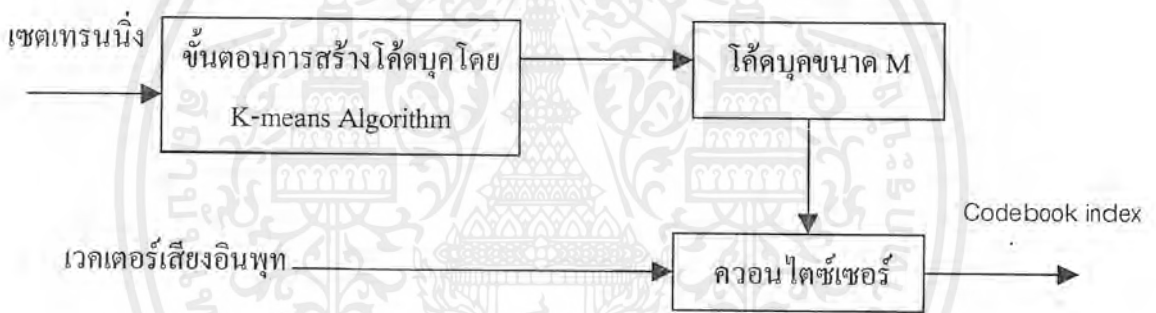 เซตเทรนนิ่ง
ขั้นตอนการสร้างโค้ดบุคโดย
K-means Algorithm
โค้ดบุคขนาด M
Codebook index
เวคเตอร์เสียงอินพุท
ควอนไตซ์เซอร์